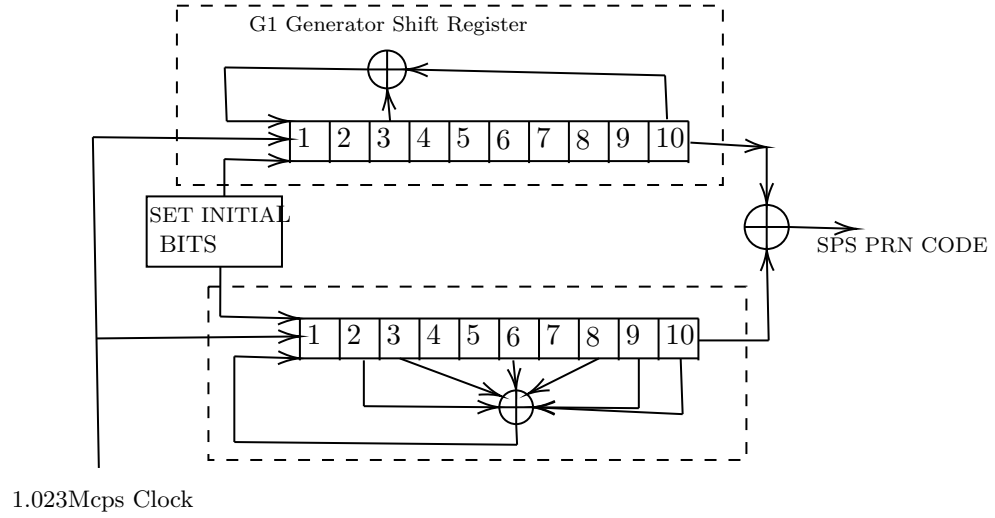 G1 Generator Shift Register
1 2 3 4 5 6 7 8 9 10
SET INITIAL
BITS
SPS PRN CODE
1 2 3 4 5 6 7 8 9 10
1.023Mcps Clock